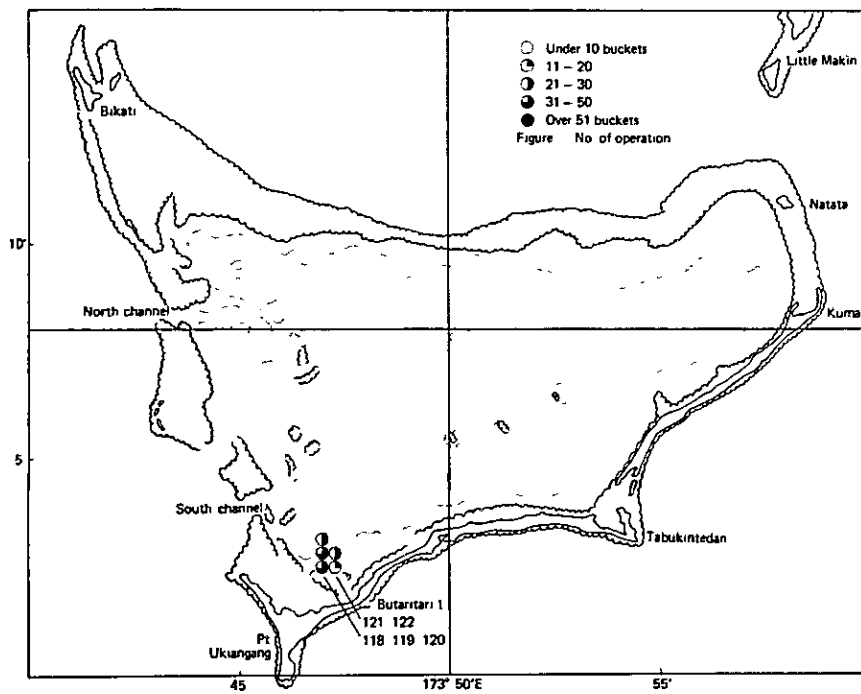 Under 10 buckets
11 – 20
21 – 30
31 – 50
Over 51 buckets
Figure No of operation
Little Makin
Bikati
Natata
10'
North channel
Kuma
5
South channel
Tabukintedan
Butaritari I
121 122
118 119 120
Pt
Ukiangang
45
173° 50'E
55'